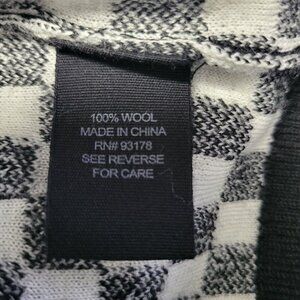 100% WOOL
MADE IN CHINA
RN# 93178
SEE REVERSE
FOR CARE